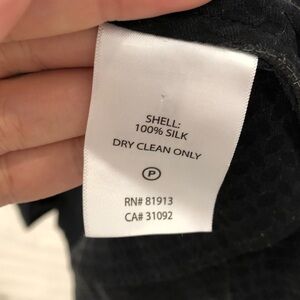 SHELL:
100% SILK
DRY CLEAN ONLY
P
RN# 81913
CA# 31092